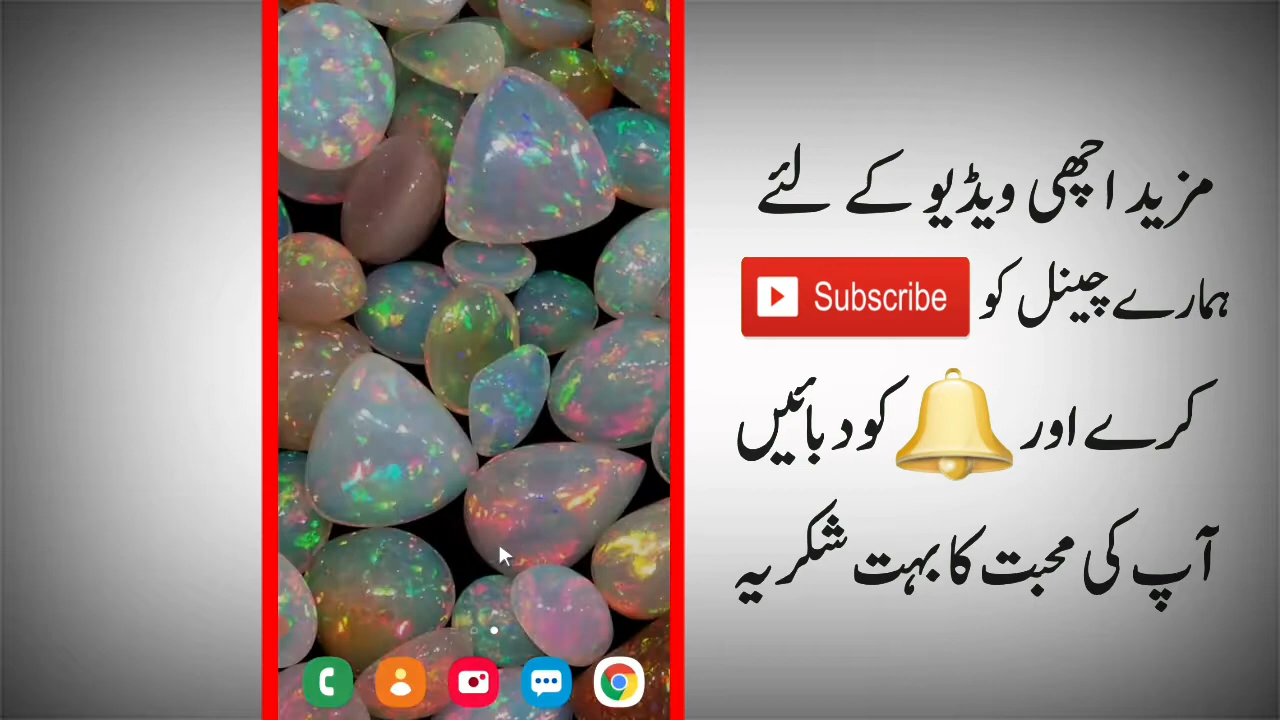 مزید اچھی ویڈیو کے لئے
ہمارے چینل کو Subscribe
کرے اور کو دبائیں
آپ کی محبت کا بہت شکریہ